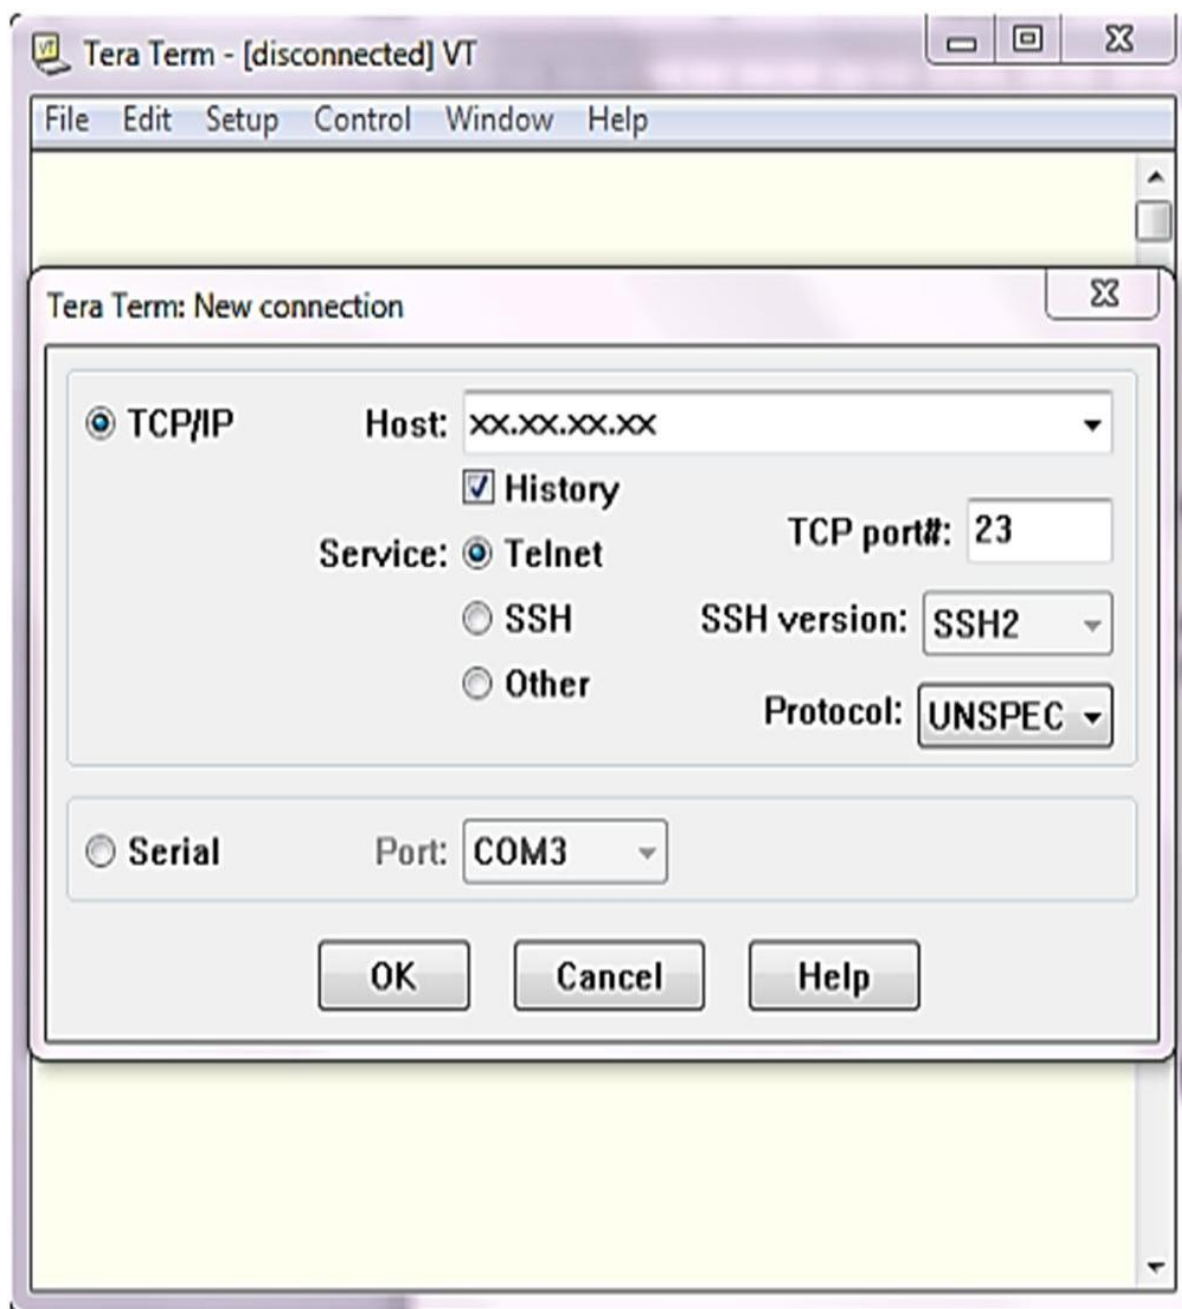 Tera Term - [disconnected] VT
File Edit Setup Control Window Help
Tera Term: New connection
TCP/IP Host: xx.xx.xx.xx
History
TCP port#: 23
Service: Telnet
SSH SSH version: SSH2
Other
Protocol: UNSPEC
Serial Port: COM3
OK Cancel Help